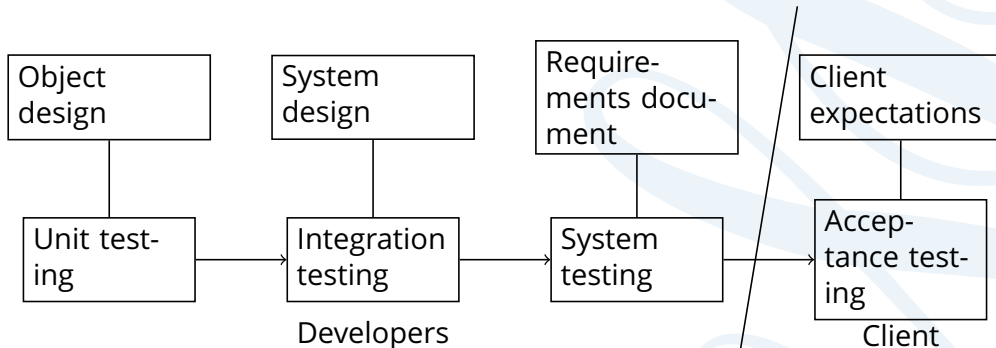 Object
design
System
design
Require-
ments docu-
ment
Client
expectations
Unit test-
ing
Integration
testing
System
testing
Accep-
tance test-
ing
Developers
Client